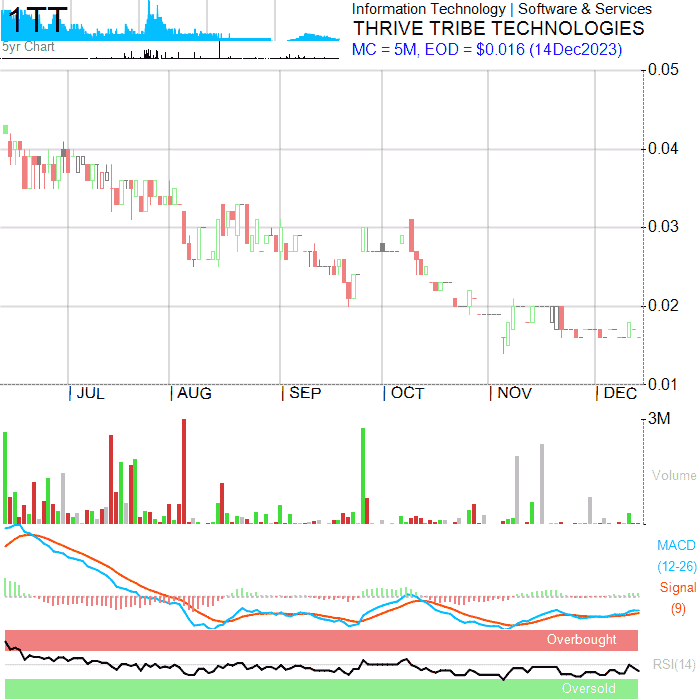 1TT
5yr Chart
Information Technology | Software & Services
THRIVE TRIBE TECHNOLOGIES
MC = 5M, EOD = $0.016 (14Dec2023)
0.05
0.04
0.03
0.02
0.01
| JUL | AUG | SEP | OCT | NOV | DEC
3M
Volume
MACD
(12-26)
Signal
(9)
Overbought
RSI(14)
Oversold